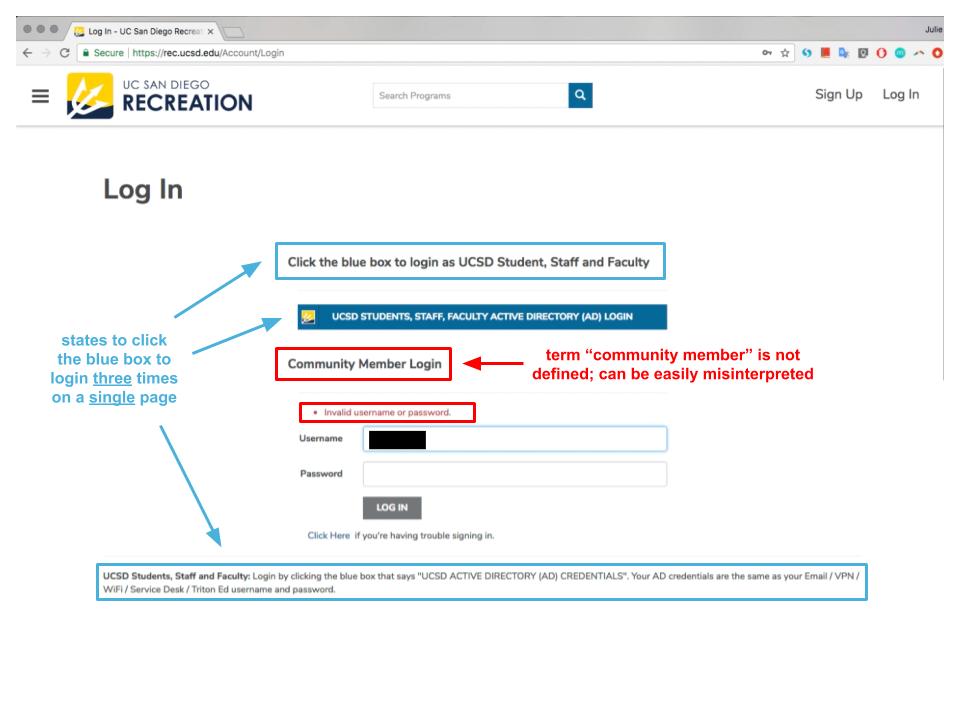 Log In - UC San Diego Recreat
Julie
Secure | https://rec.ucsd.edu/Account/Login
UC SAN DIEGO
RECREATION
Search Programs
Sign Up Log In
Log In
Click the blue box to login as UCSD Student, Staff and Faculty
UCSD STUDENTS, STAFF, FACULTY ACTIVE DIRECTORY (AD) LOGIN
states to click
the blue box to
login three times
on a single page
Community Member Login
term “community member” is not
defined; can be easily misinterpreted
Invalid username or password.
Username
Password
LOG IN
Click Here if you're having trouble signing in.
UCSD Students, Staff and Faculty: Login by clicking the blue box that says "UCSD ACTIVE DIRECTORY (AD) CREDENTIALS". Your AD credentials are the same as your Email / VPN /
WiFi / Service Desk / Triton Ed username and password.